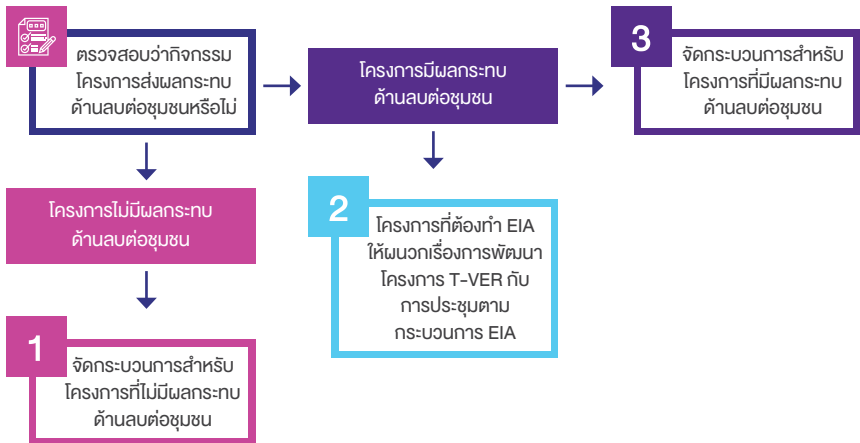 ตรวจสอบว่ากิจกรรม
โครงการส่งผลกระทบ
ด้านลบต่อชุมชนหรือไม่
โครงการมีผลกระทบ
ด้านลบต่อชุมชน
3
จัดกระบวนการสำหรับ
โครงการที่มีผลกระทบ
ด้านลบต่อชุมชน
โครงการไม่มีผลกระทบ
ด้านลบต่อชุมชน
2
โครงการที่ต้องทำ EIA
ให้ผนวกเรื่องการพัฒนา
โครงการ T-VER กับ
การประชุมตาม
กระบวนการ EIA
1
จัดกระบวนการสำหรับ
โครงการที่ไม่มีผลกระทบ
ด้านลบต่อชุมชน